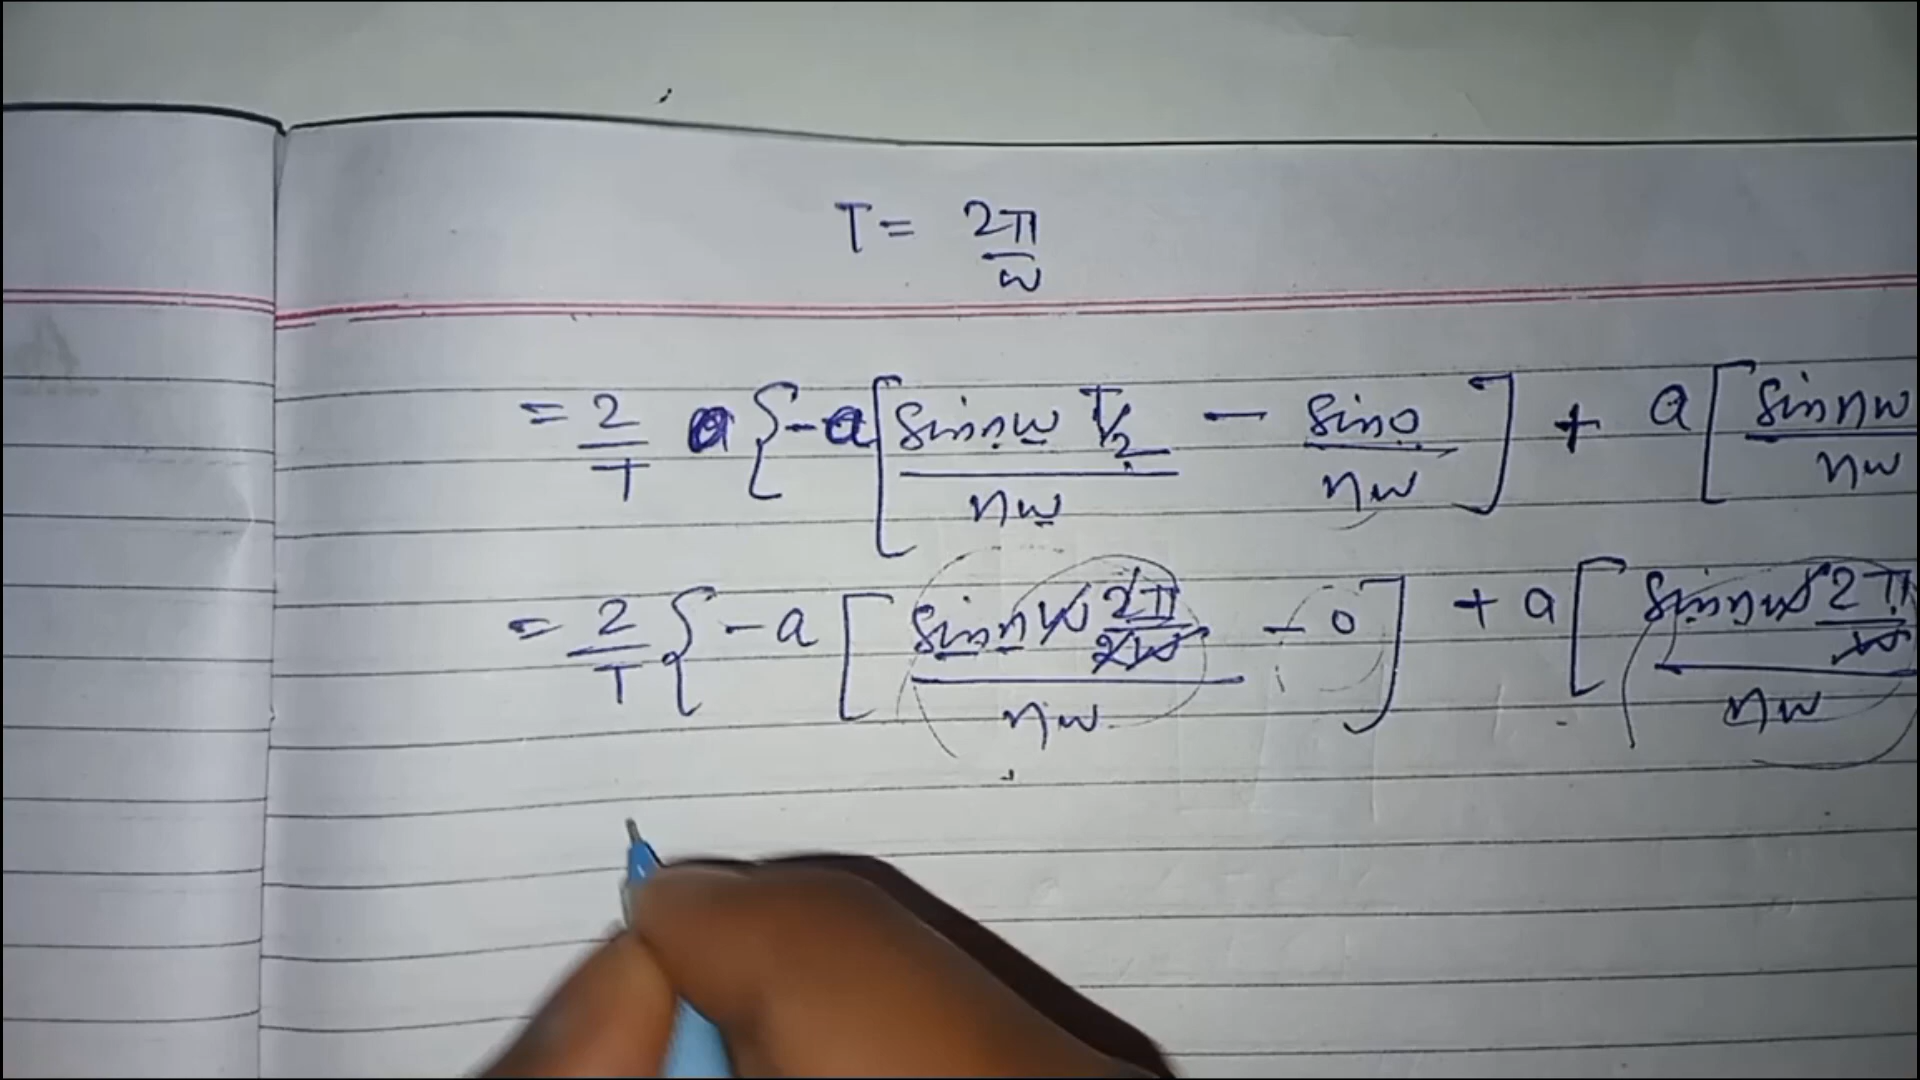 T = 2π/ω
= 2/T a { -a [ sin nω T/2 / nω - sin 0 / nω ] + a [ sin nω / nω
= 2/T { -a [ sin nω 2π/2ω / nω - 0 ] + a [ sin nω 2π/ω / nω